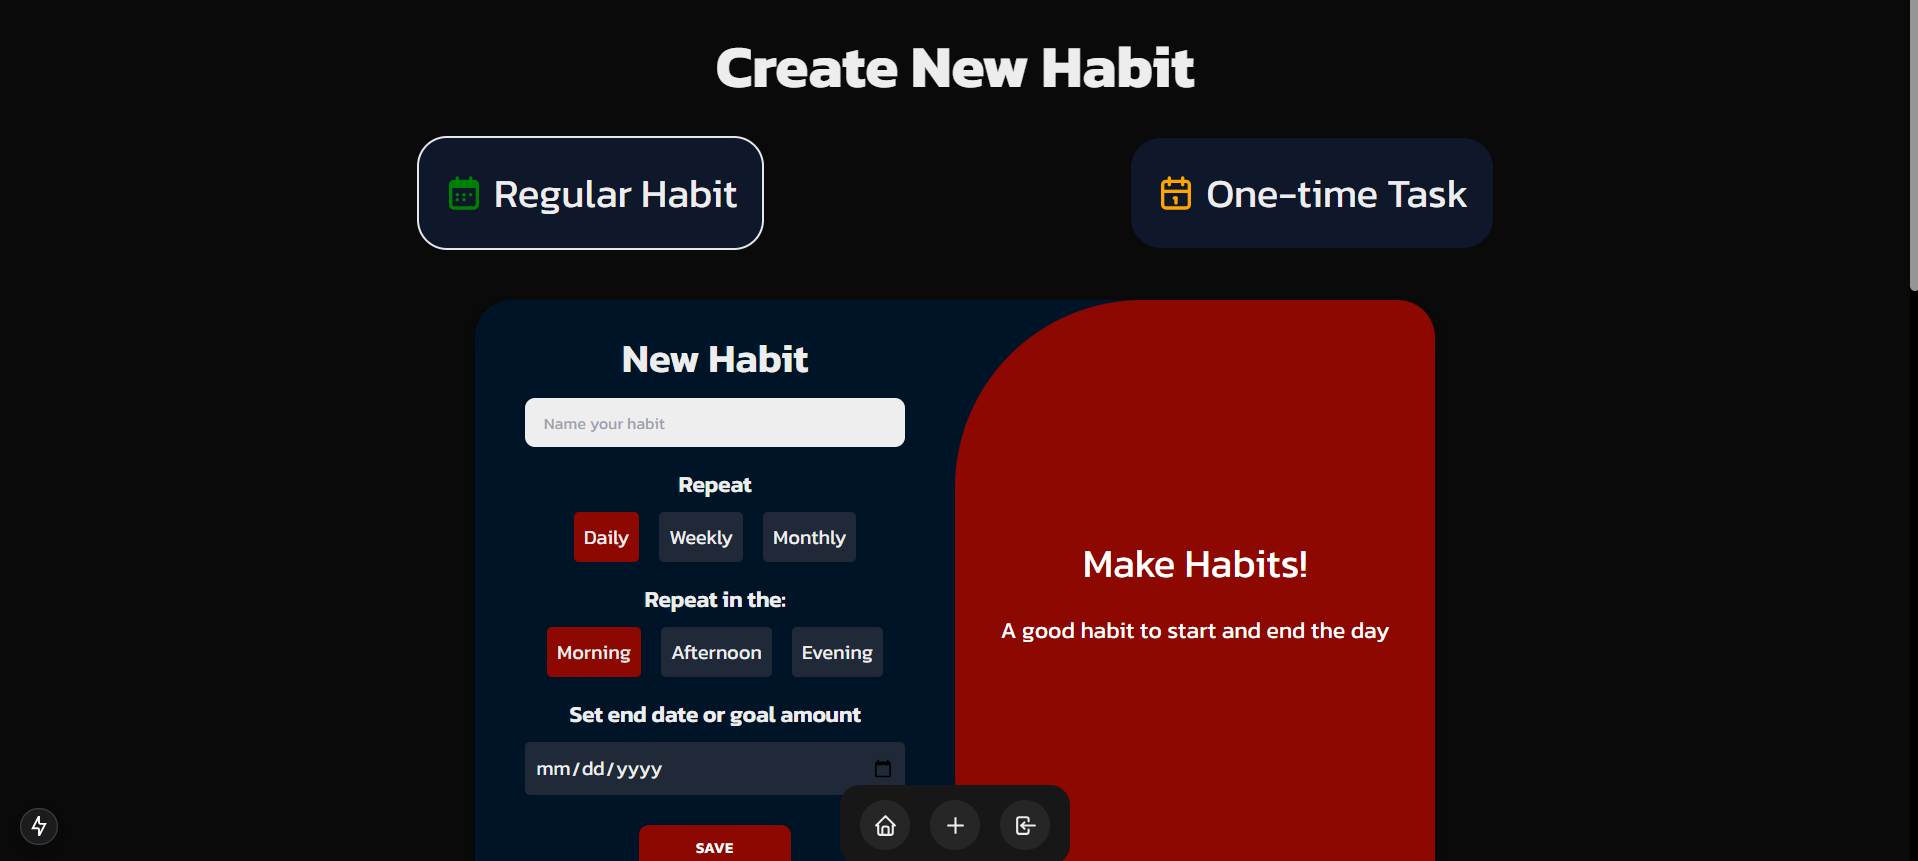 Create New Habit
Regular Habit
One-time Task
New Habit
Name your habit
Repeat
Daily Weekly Monthly
Repeat in the:
Morning Afternoon Evening
Set end date or goal amount
mm/dd/yyyy
SAVE
Make Habits!
A good habit to start and end the day